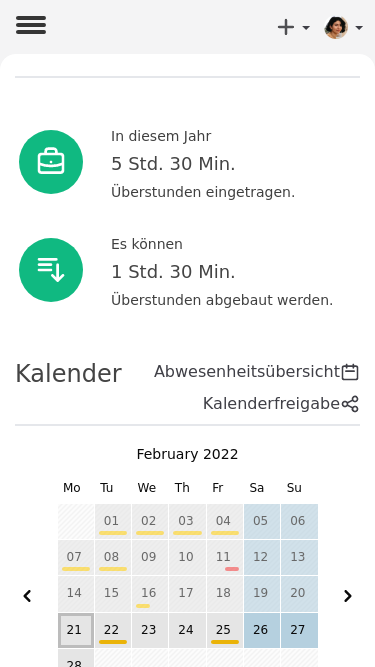 In diesem Jahr
5 Std. 30 Min.
Überstunden eingetragen.
Es können
1 Std. 30 Min.
Überstunden abgebaut werden.
Kalender
Abwesenheitsübersicht
Kalenderfreigabe
February 2022
Mo Tu We Th Fr Sa Su
01 02 03 04 05 06
07 08 09 10 11 12 13
14 15 16 17 18 19 20
21 22 23 24 25 26 27
28